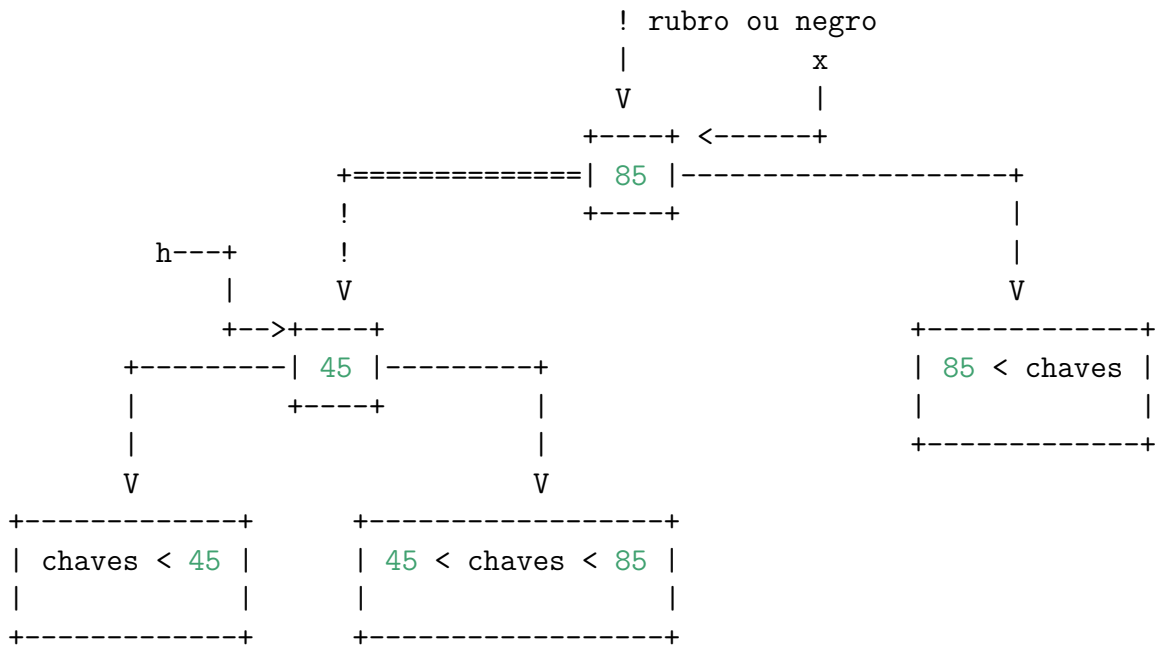 ! rubro ou negro
| x
V |
+----+ <------+
+==============| 85 |--------------------+
! +----+ |
h---+ ! |
| V V
+-->+----+ +-------------+
+---------| 45 |---------+ | 85 < chaves |
| +----+ | | |
| | +-------------+
V V
+-------------+ +-----------------+
| chaves < 45 | | 45 < chaves < 85 |
| | | |
+-------------+ +-----------------+